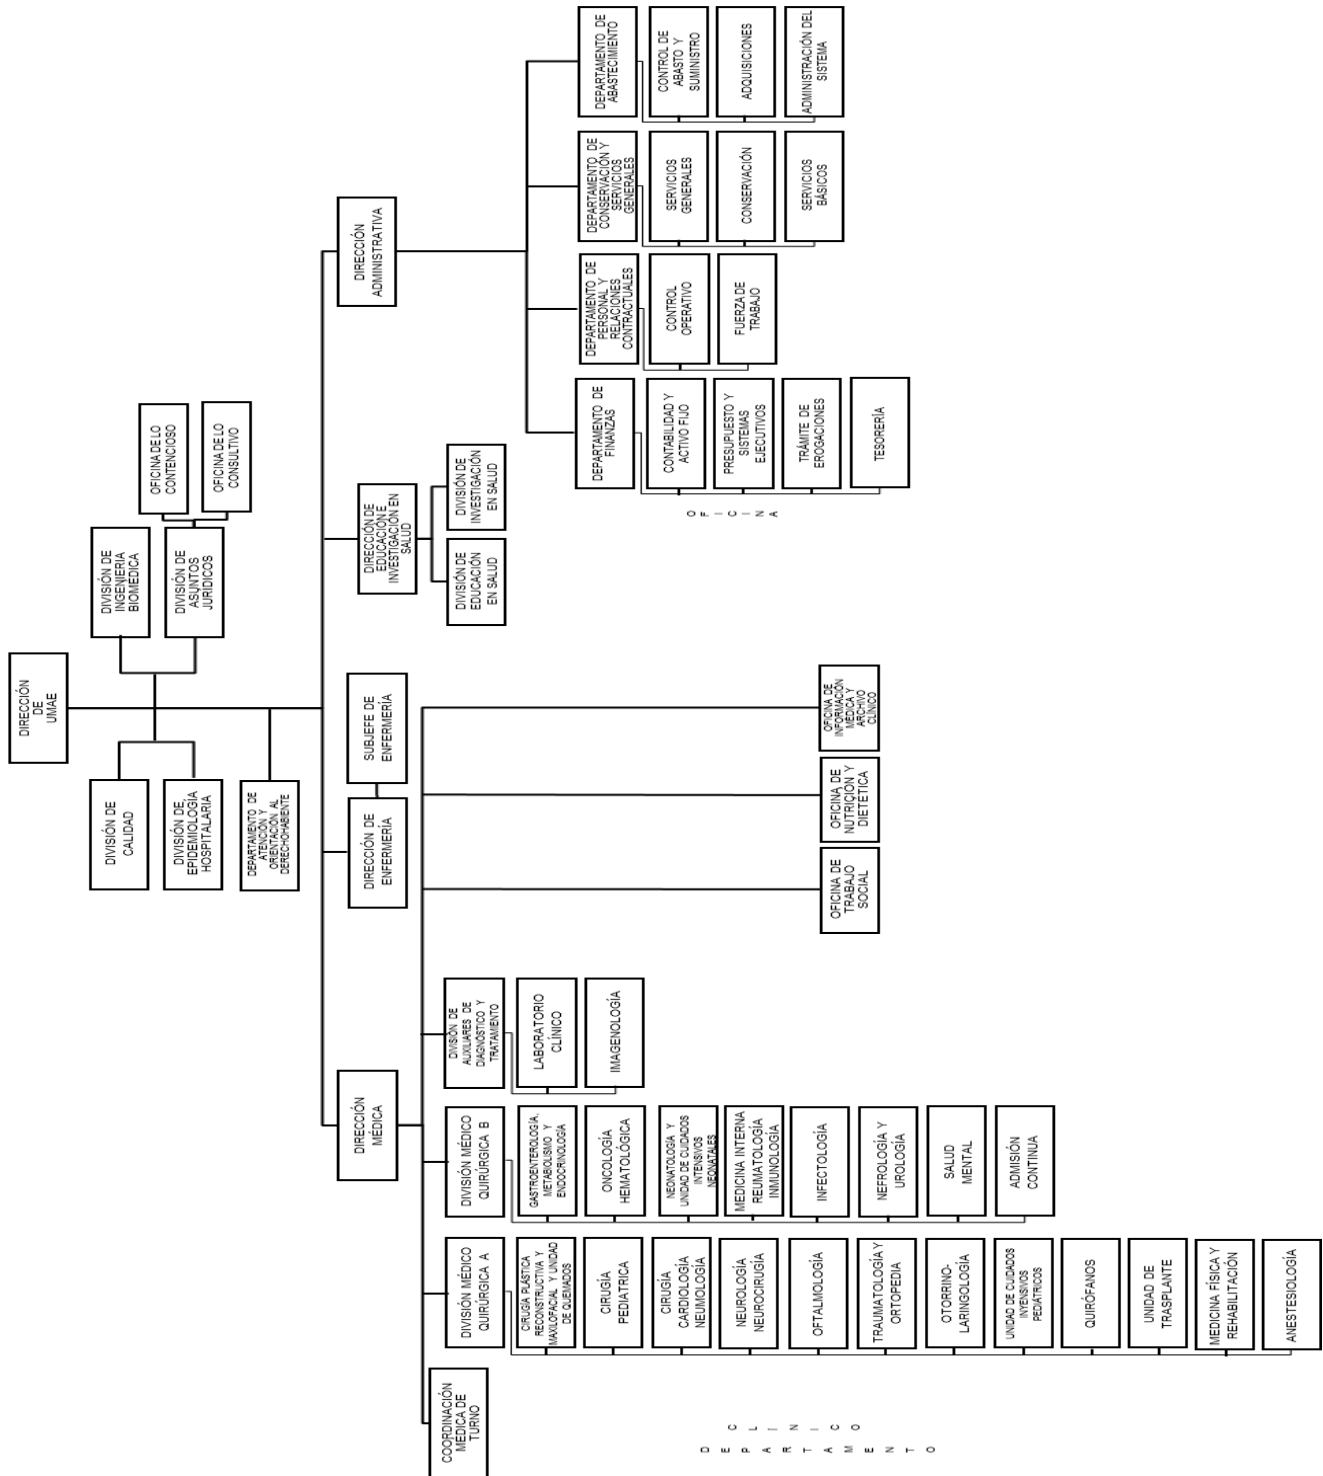 DIRECCIÓN
DE
UMAE
DIVISIÓN DE
CALIDAD
DIVISIÓN DE
EPIDEMIOLOGÍA
HOSPITALARIA
DEPARTAMENTO DE
ATENCIÓN Y
ORIENTACIÓN AL
DERECHOHABIENTE
DIVISIÓN DE
INGENIERIA
BIOMÉDICA
DIVISIÓN DE
ASUNTOS
JURÍDICOS
OFICINA DE LO
CONTENCIOSO
OFICINA DE LO
CONSULTIVO
DIRECCIÓN
MÉDICA
DIRECCIÓN DE
ENFERMERÍA
SUBJEFE DE
ENFERMERÍA
DIRECCIÓN DE
EDUCACIÓN E
INVESTIGACIÓN EN
SALUD
DIVISIÓN DE
EDUCACIÓN
EN SALUD
DIVISIÓN DE
INVESTIGACIÓN
EN SALUD
DIRECCIÓN
ADMINISTRATIVA
COORDINACIÓN
MÉDICA DE
TURNO
DIVISIÓN MÉDICO
QUIRÚRGICA A
CIRUGÍA PLÁSTICA
RECONSTRUCTIVA Y
MAXILOFACIAL Y UNIDAD
DE QUEMADOS
CIRUGÍA
PEDIATRICA
CIRUGÍA
CARDIOLOGÍA
NEUMOLOGÍA
NEUROLOGÍA
NEUROCIRUGÍA
OFTALMOLOGÍA
TRAUMATOLOGÍA Y
ORTOPEDIA
OTORRINO-
LARINGOLOGÍA
UNIDAD DE CUIDADOS
INYENSIVOS
PEDIÁTRICOS
QUIRÓFANOS
UNIDAD DE
TRASPLANTE
MEDICINA FÍSICA Y
REHABILITACIÓN
ANESTESIOLOGÍA
DIVISIÓN MÉDICO
QUIRÚRGICA B
GASTROENTEROLOGÍA,
METABOLISMO Y
ENDOCRINOLOGÍA
ONCOLOGÍA
HEMATOLÓGICA
NEONATOLOGÍA Y
UNIDAD DE CUIDADOS
INTENSIVOS
NEONATALES
MEDICINA INTERNA
REUMATOLOGÍA
INMUNOLOGÍA
INFECTOLOGÍA
NEFROLOGÍA Y
UROLOGÍA
SALUD
MENTAL
ADMISIÓN
CONTINUA
DIVISIÓN DE
AUXILIARES DE
DIAGNÓSTICO Y
TRATAMIENTO
LABORATORIO
CLÍNICO
IMAGENOLOGÍA
OFICINA DE
TRABAJO
SOCIAL
OFICINA DE
NUTRICIÓN Y
DIETÉTICA
OFICINA DE
INFORMACIÓN
MÉDICA Y
ARCHIVO
CLÍNICO
DEPARTAMENTO DE
FINANZAS
CONTABILIDAD Y
ACTIVO FIJO
PRESUPUESTO Y
SISTEMAS
EJECUTIVOS
TRÁMITE DE
EROGACIONES
TESORERÍA
DEPARTAMENTO DE
PERSONAL Y
RELACIONES
CONTRACTUALES
CONTROL
OPERATIVO
FUERZA DE
TRABAJO
DEPARTAMENTO DE
CONSERVACIÓN Y
SERVICIOS
GENERALES
SERVICIOS
GENERALES
CONSERVACIÓN
SERVICIOS
BÁSICOS
DEPARTAMENTO DE
ABASTECIMIENTO
CONTROL DE
ABASTO Y
SUMINISTRO
ADQUISICIONES
ADMINISTRACIÓN DEL
SISTEMA
DEPARTAMENTO
CLINICO
OFICINA